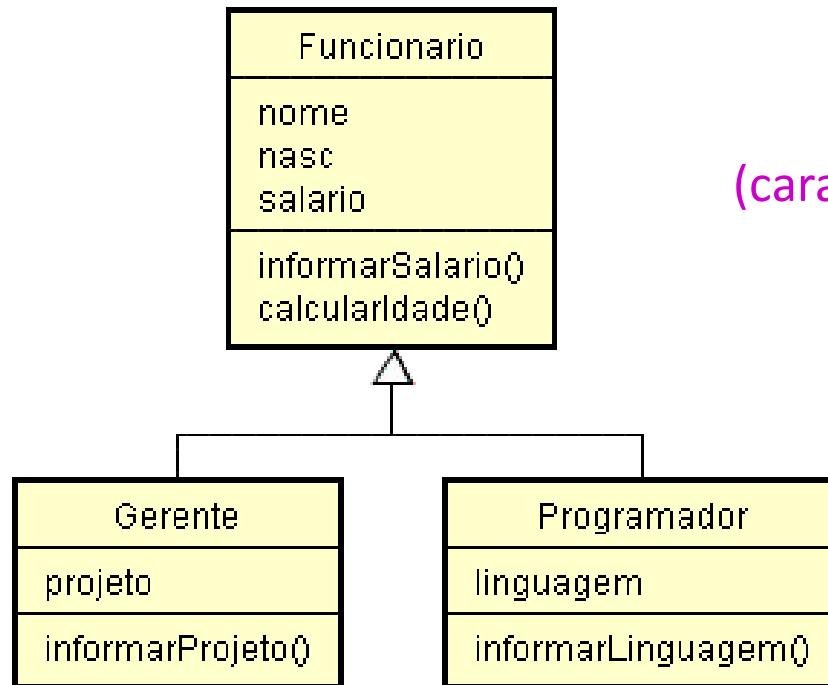 Funcionario
nome
nasc
salario
(cara
informarSalario()
calcularIdade()
Gerente
projeto
informarProjeto()
Programador
linguagem
informarLinguagem()